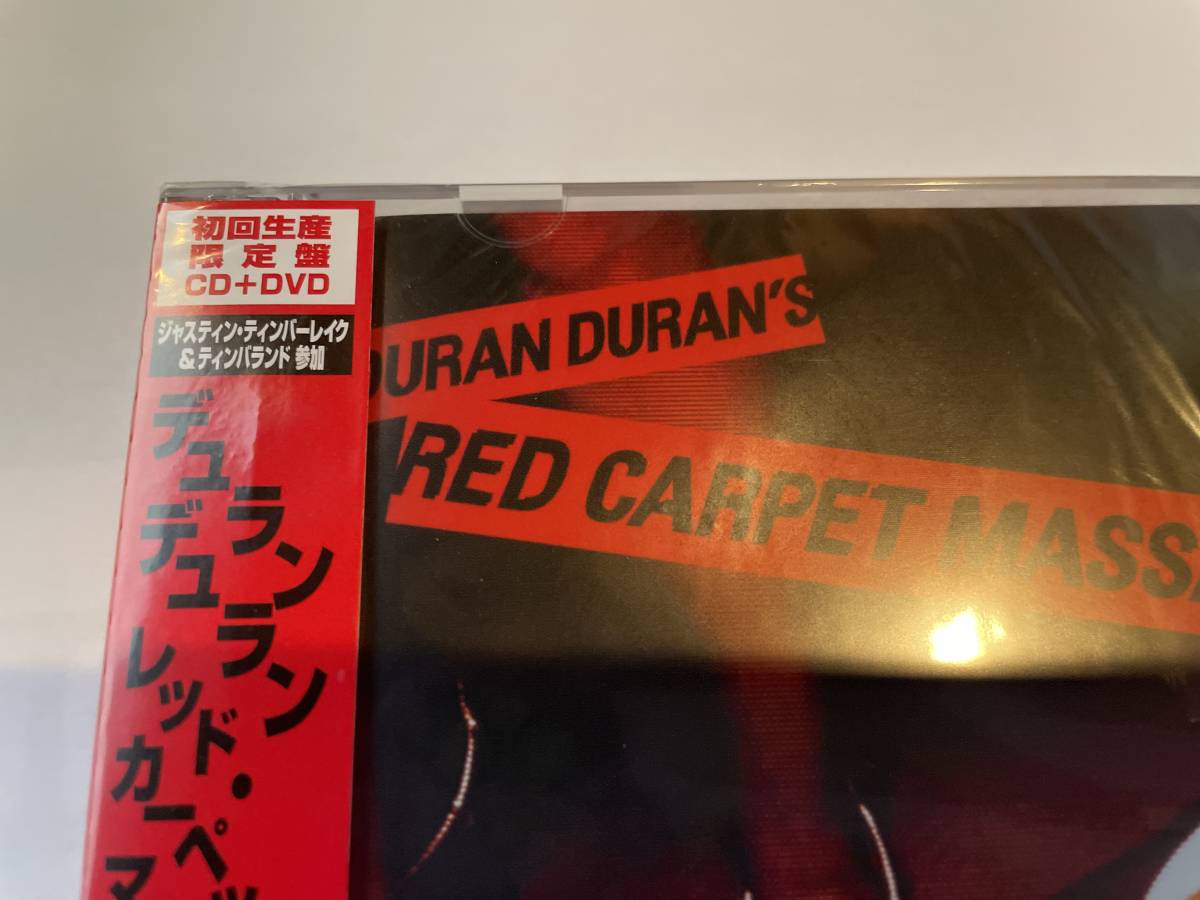 初回生産
限定盤
CD+DVD
ジャスティン・ティンバーレイク
&ティンバランド 参加
デュラン
デュラン
レッド・
カーペッ
マ
DURAN DURAN'S
RED CARPET MASS